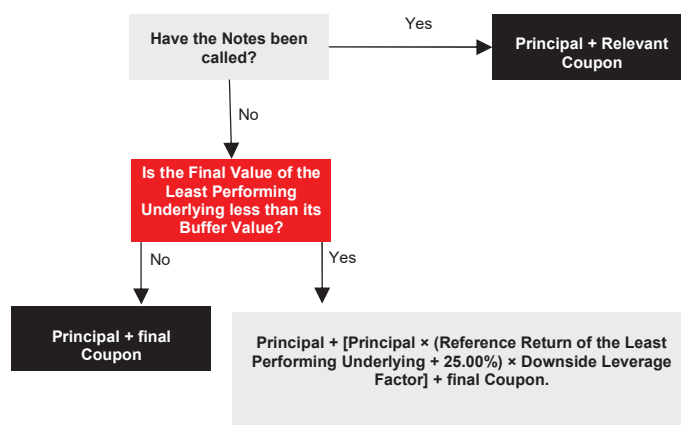 Have the Notes been
called?
Yes
Principal + Relevant
Coupon
No
Is the Final Value of the
Least Performing
Underlying less than its
Buffer Value?
No
Yes
Principal + final
Coupon
Principal + [Principal × (Reference Return of the Least
Performing Underlying + 25.00%) × Downside Leverage
Factor] + final Coupon.